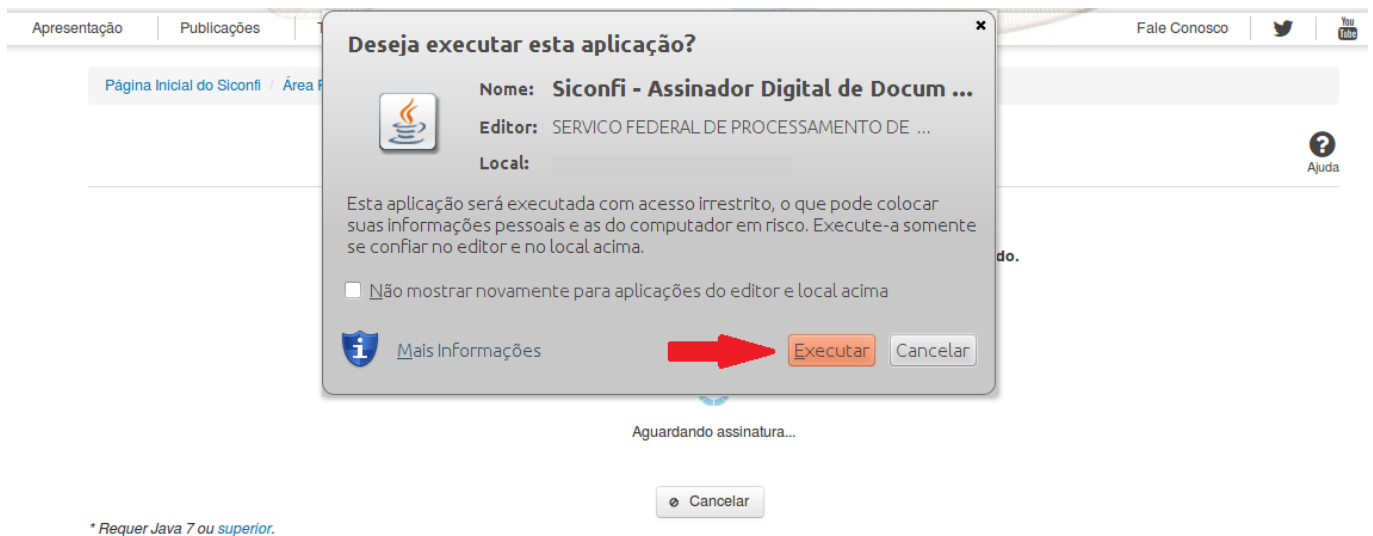 Apresentação
Publicações
Fale Conosco
You
Tube
Página Inicial do Siconfi / Área
Ajuda
Deseja executar esta aplicação?
Nome: Siconfi - Assinador Digital de Docum ...
Editor: SERVICO FEDERAL DE PROCESSAMENTO DE ...
Local:
Esta aplicação será executada com acesso irrestrito, o que pode colocar
suas informações pessoais e as do computador em risco. Execute-a somente
se confiar no editor e no local acima.
do.
Não mostrar novamente para aplicações do editor e local acima
Mais Informações
Executar
Cancelar
Aguardando assinatura...
Cancelar
* Requer Java 7 ou superior.